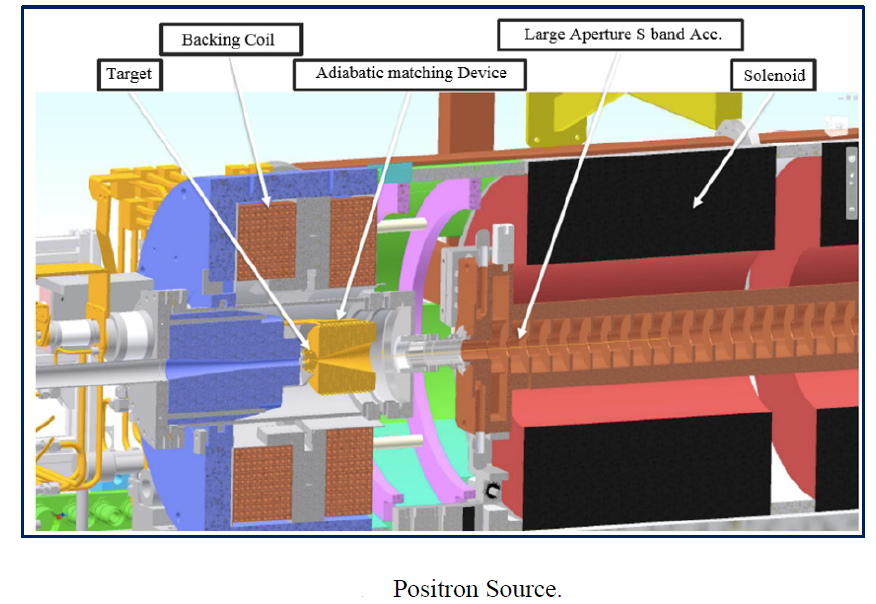 Backing Coil
Large Aperture S band Acc.
Target
Adiabatic matching Device
Solenoid
Positron Source.